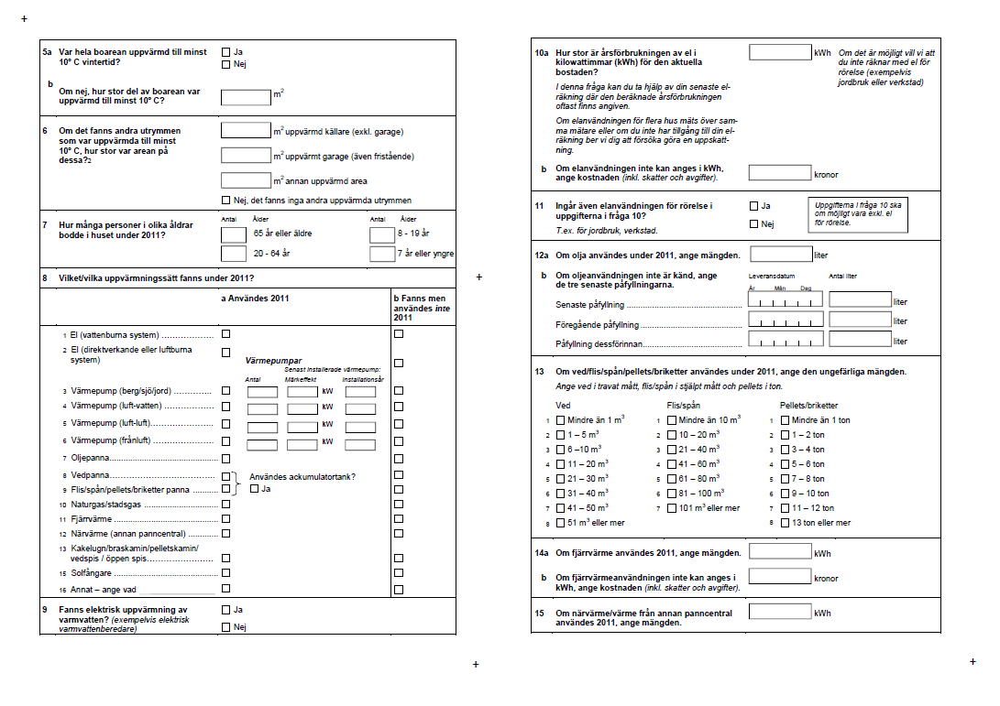 +
5a Var hela boarean uppvärmd till minst
10° C vintertid?
Ja
Nej
b
Om nej, hur stor del av boarean var
uppvärmd till minst 10° C?
m²
6 Om det fanns andra utrymmen
som var uppvärmda till minst
10° C, hur stor var arean på
dessa?2
m² uppvärmd källare (exkl. garage)
m² uppvärmt garage (även fristående)
m² annan uppvärmd area
Nej, det fanns inga andra uppvärmda utrymmen
7 Hur många personer i olika åldrar
bodde i huset under 2011?
Antal Ålder Antal Ålder
65 år eller äldre 8 - 19 år
20 - 64 år 7 år eller yngre
8 Vilket/vilka uppvärmningssätt fanns under 2011?
a Användes 2011
b Fanns men
användes inte
2011
1 El (vattenburna system) ...................
2 El (direktverkande eller luftburna
system)
Värmepumpar
Senast installerade värmepump:
Antal Märkeffekt Installationsår
3 Värmepump (berg/sjö/jord) .............. kW
4 Värmepump (luft-vatten) .................. kW
5 Värmepump (luft-luft)....................... kW
6 Värmepump (frånluft) ...................... kW
7 Oljepanna................................................
8 Vedpanna...............................................
9 Flis/spån/pellets/briketter panna ...........
Användes ackumulatortank?
Ja
10 Naturgas/stadsgas ................................
11 Fjärrvärme .............................................
12 Närvärme (annan panncentral) .............
13 Kakelugn/braskamin/pelletskamin/
vedspis / öppen spis........................
15 Solfångare .............................................
16 Annat – ange vad
9 Fanns elektrisk uppvärmning av
varmvatten? (exempelvis elektrisk
varmvattenberedare)
Ja
Nej
+
+
10a Hur stor är årsförbrukningen av el i
kilowattimmar (kWh) för den aktuella
bostaden?
kWh
Om det är möjligt vill vi att
du inte räknar med el för
rörelse (exempelvis
jordbruk eller verkstad)
I denna fråga kan du ta hjälp av din senaste el-
räkning där den beräknade årsförbrukningen
oftast finns angiven.
Om elanvändningen för flera hus mäts över sam-
ma mätare eller om du inte har tillgång till din el-
räkning ber vi dig att försöka göra en uppskatt-
ning.
b Om elanvändningen inte kan anges i kWh,
ange kostnaden (inkl. skatter och avgifter).
kronor
11 Ingår även elanvändningen för rörelse i
uppgifterna i fråga 10?
T.ex. för jordbruk, verkstad.
Ja
Nej
Uppgifterna i fråga 10 ska
om möjligt vara exkl. el
för rörelse.
12a Om olja användes under 2011, ange mängden. liter
b Om oljeanvändningen inte är känd, ange
de tre senaste påfyllningarna.
Leveransdatum Antal liter
År Mån Dag
Senaste påfyllning .................................................. liter
Föregående påfyllning ............................................ liter
Påfyllning dessförinnan........................................... liter
13 Om ved/flis/spån/pellets/briketter användes under 2011, ange den ungefärliga mängden.
Ange ved i travat mått, flis/spån i stjälpt mått och pellets i ton.
Ved Flis/spån Pellets/briketter
1 Mindre än 1 m³ 1 Mindre än 10 m³ 1 Mindre än 1 ton
2 1 – 5 m³ 2 10 – 20 m³ 2 1 – 2 ton
3 6 –10 m³ 3 21 – 40 m³ 3 3 – 4 ton
4 11 – 20 m³ 4 41 – 60 m³ 4 5 – 6 ton
5 21 – 30 m³ 5 61 – 80 m³ 5 7 – 8 ton
6 31 – 40 m³ 6 81 – 100 m³ 6 9 – 10 ton
7 41 – 50 m³ 7 101 m³ eller mer 7 11 – 12 ton
8 51 m³ eller mer 8 13 ton eller mer
14a Om fjärrvärme användes 2011, ange mängden. kWh
b Om fjärrvärmeanvändningen inte kan anges i
kWh, ange kostnaden (inkl. skatter och avgifter).
kronor
15 Om närvärme/värme från annan panncentral
användes 2011, ange mängden.
kWh
+